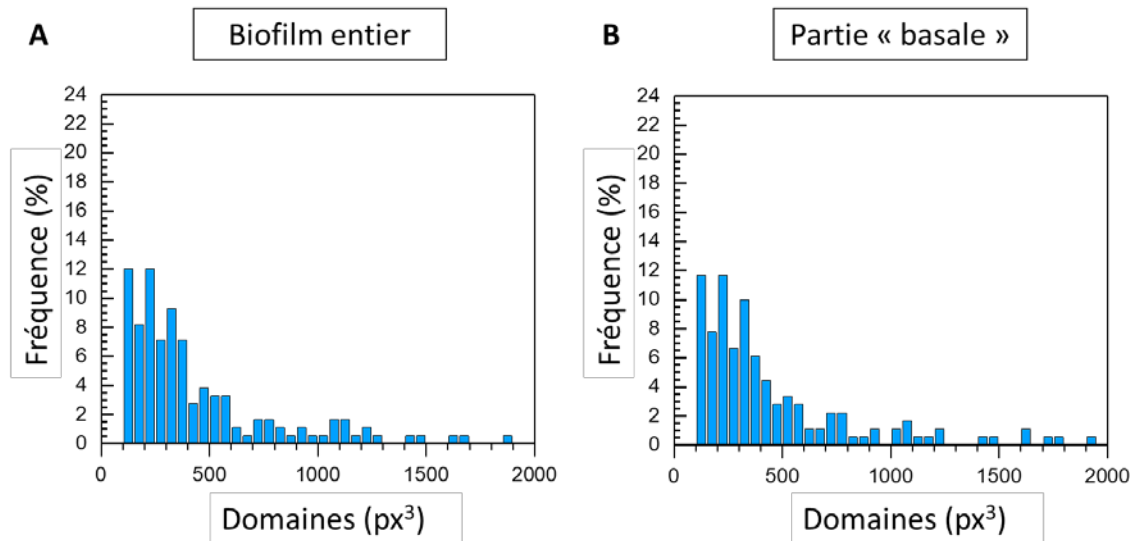 A
Biofilm entier
24
22
20
18
16
14
12
10
8
6
4
2
0
Fréquence (%)
0 500 1000 1500 2000
Domaines (px³)
B
Partie « basale »
24
22
20
18
16
14
12
10
8
6
4
2
0
Fréquence (%)
0 500 1000 1500 2000
Domaines (px³)